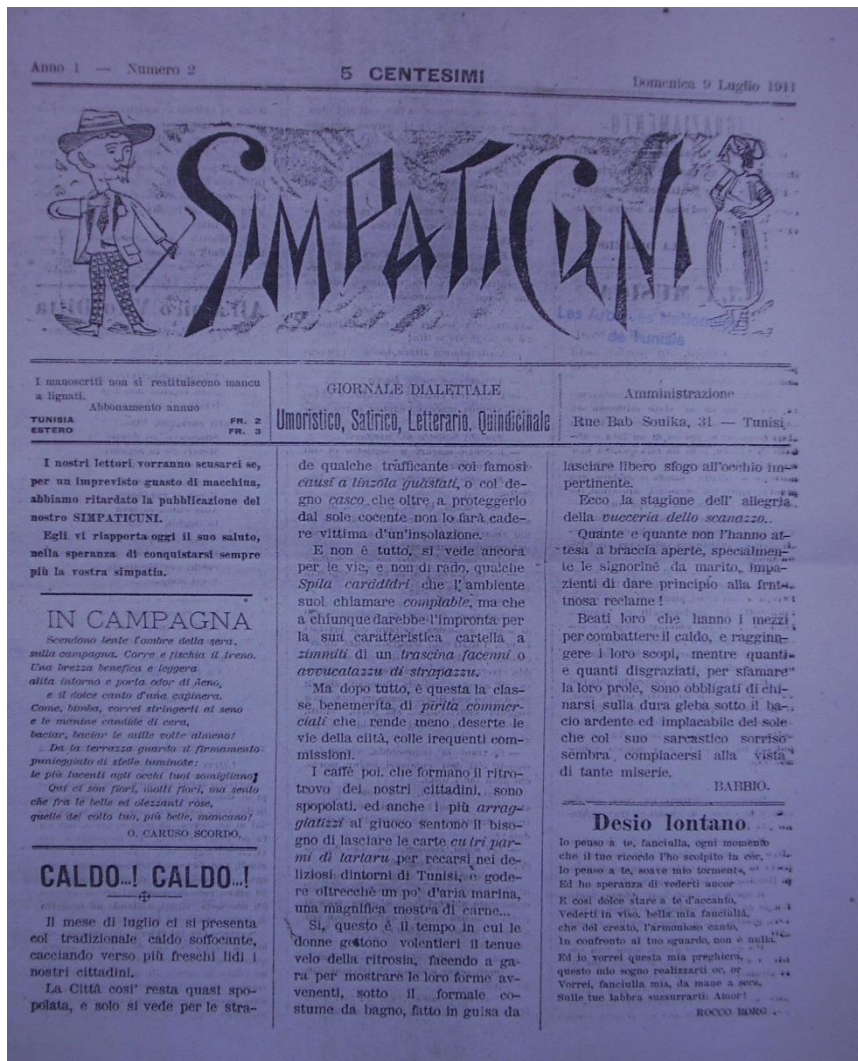 Anno 1 — Numero 2
5 CENTESIMI
Domenica 9 Luglio 1911
SIMPATICUNI
Les Archives Nationales
de Tunisie
I manoscritti non si restituiscono mancu
a lignati.
Abbonamento annuo
TUNISIA FR. 2
ESTERO FR. 3
GIORNALE DIALETTALE
Umoristico, Satirico, Letterario, Quindicinale
Amministrazione
Rue Bab Souika, 31 — Tunisi
I nostri lettori vorranno scusarci se,
per un imprevisto guasto di macchina,
abbiamo ritardato la pubblicazione del
nostro SIMPATICUNI.
Egli vi riapporta oggi il suo saluto,
nella speranza di conquistarsi sempre
più la vostra simpatia.
IN CAMPAGNA
Scendono lente l'ombre della sera,
sulla campagna. Corre e fischia il treno.
Una brezza benefica e leggera
alita intorno e porta odor di fieno,
e il dolce canto d'una capinera.
Come, bimba, vorrei stringerti al seno
e le manine candide di cera,
baciar, baciar le mille volte almeno!
Da la terrazza guardo il firmamento
punteggiato di stelle luminose:
le più lucenti agli occhi tuoi somigliano!
Qui ci son fiori, molti fiori, ma sento
che fra le belle ed olezzanti rose,
quelle del volto tuo, più belle, mancano!
O. CARUSO SCORDO.
CALDO..! CALDO..!
Il mese di luglio ci si presenta
col tradizionale caldo soffocante,
cacciando verso più freschi lidi i
nostri cittadini.
La Città cosi' resta quasi spo-
polata, e solo si vede per le stra-
de qualche trafficante coi famosi
causi a linzola guastati, o col de-
gno casco che oltre a proteggerlo
dal sole cocente non lo farà cade-
re vittima d'un'insolazione.
E non è tutto, si vede ancora
per le vie, e non di rado, qualche
Spila cardidri che l'ambiente
suol chiamare comptable, ma che
a chiunque darebbe l'impronta per
la sua caratteristica cartella a
zimmili di un trascina facenni o
avvucatazzu di strapazzu.
Ma dopo tutto, è questa la clas-
se benemerita di pirita commer-
ciali che rende meno deserte le
vie della cittá, colle irequenti com-
missioni.
I caffè poi, che formano il ritro-
trovo dei nostri cittadini, sono
spopolati, ed anche i più arrag-
giatizzi al giuoco sentono il biso-
gno di lasciare le carte cu tri par-
mi di tartaru per recarsi nei de-
liziosi dintorni di Tunisi, e gode-
re oltrecchè un po' d'aria marina,
una magnifica mostra di carne...
Si, questo è il tempo in cui le
donne gettono volentieri il tenue
velo della ritrosia, facendo a ga-
ra per mostrare le loro forme av-
venenti, sotto il formale co-
stume da bagno, fatto in guisa da
lasciare libero sfogo all'occhio im-
pertinente.
Ecco la stagione dell' allegria
della vucceria dello scanazzo..
Quante e quante non l'hanno at-
tesa a braccia aperte, specialmen-
te le signoriné da marito, impa-
zienti di dare principio alla frut-
tnosa reclame !
Beati loro che hanno i mezzi
per combattere il caldo, e raggiun-
gere i loro scopi, mentre quanti
e quanti disgraziati, per sfamare
la loro prole, sono obbligati di chi-
narsi sulla dura gleba sotto il ba-
cio ardente ed implacabile del sole
che col suo sarcastico sorriso
sembra compiacersi alla vista
di tante miserie.
BABBIO.
Desio lontano
Io penso a te, fanciulla, ogni momento
che il tuo ricordo l'ho scolpito in cor,
Io penso a te, soave mio tormento,
Ed ho speranza di vederti ancor
E cosi dolce stare a te d'accanto,
Vederti in viso, bella mia fanciulla,
che del creato, l'armonioso canto,
In confronto al tuo sguardo, non è nulla.
Ed io vorrei questa mia preghiera,
questo mio sogno realizzarti or, or
Vorrei, fanciulla mia, da mane a sera,
Sulle tue labbra sussurrarti: Amor!
ROCCO BORG